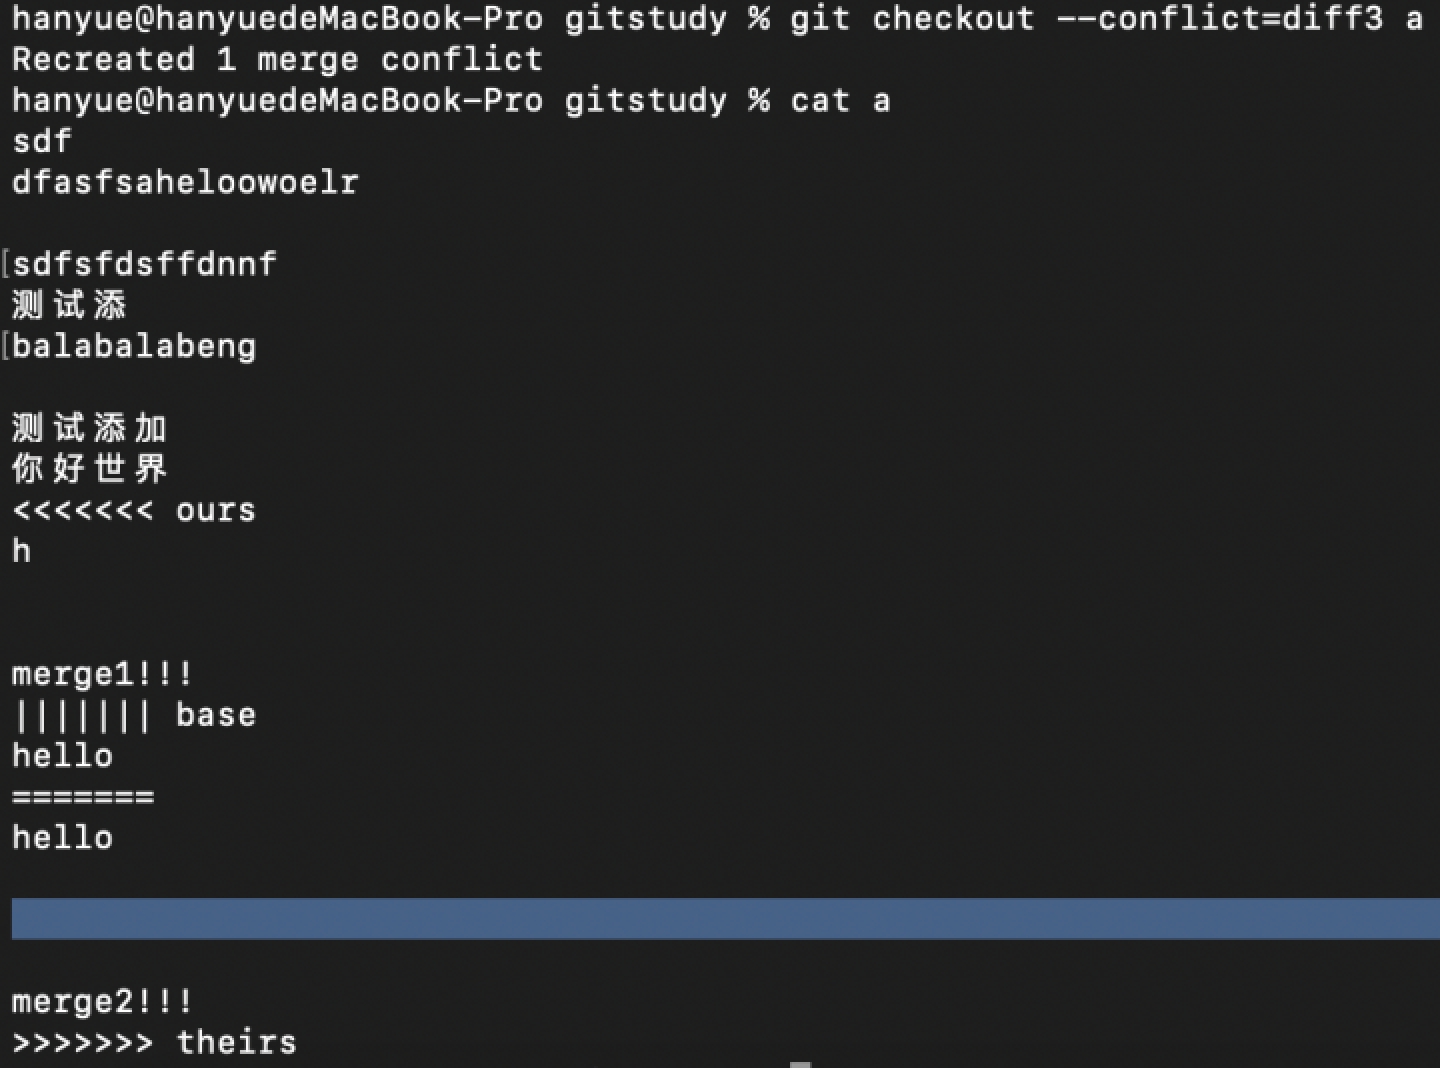 hanyue@hanyuedeMacBook-Pro gitstudy % git checkout --conflict=diff3 a
Recreated 1 merge conflict
hanyue@hanyuedeMacBook-Pro gitstudy % cat a
sdf
dfasfsaheloowoelr
[sdfsfdsffdnnf
测试添
[balabalabeng
测试添加
你好世界
<<<<<<< ours
h
merge1!!!
||||||| base
hello
=======
hello
merge2!!!
>>>>>>> theirs